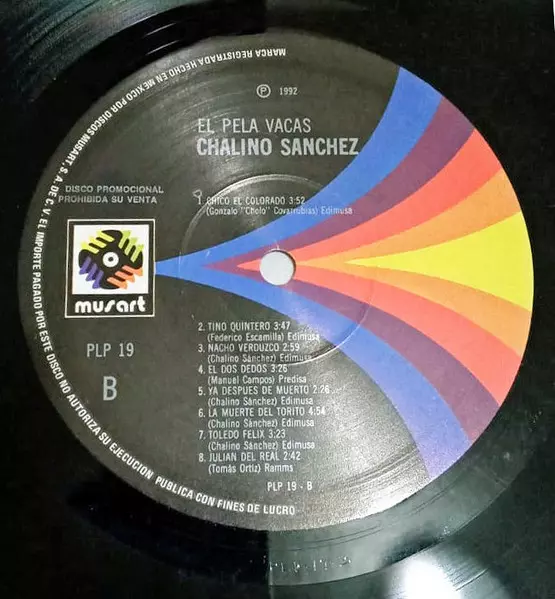 MARCA REGISTRADA HECHO EN MEXICO POR DISCOS MUSART, S.A. DE C.V. EL IMPORTE PAGADO POR ESTE DISCO NO AUTORIZA SU EJECUCION PUBLICA CON FINES DE LUCRO
Ⓟ 1992
EL PELA VACAS
CHALINO SANCHEZ
DISCO PROMOCIONAL
PROHIBIDA SU VENTA
1. CHICO EL COLORADO 3:52
(Gonzalo "Cholo" Covarrubias) Edimusa
musart
PLP 19
B
2. TINO QUINTERO 3:47
(Federico Escamilla) Edimusa
3. NACHO VERDUZCO 2:59
(Chalino Sánchez) Edimusa
4. EL DOS DEDOS 3:26
(Manuel Campos) Predisa
5. YA DESPUES DE MUERTO 2:26
(Chalino Sánchez) Edimusa
6. LA MUERTE DEL TORITO 4:54
(Chalino Sánchez) Edimusa
7. TOLEDO FELIX 3:23
(Chalino Sánchez) Edimusa
8. JULIAN DEL REAL 2:42
(Tomás Ortiz) Ramms
PLP 19 - B